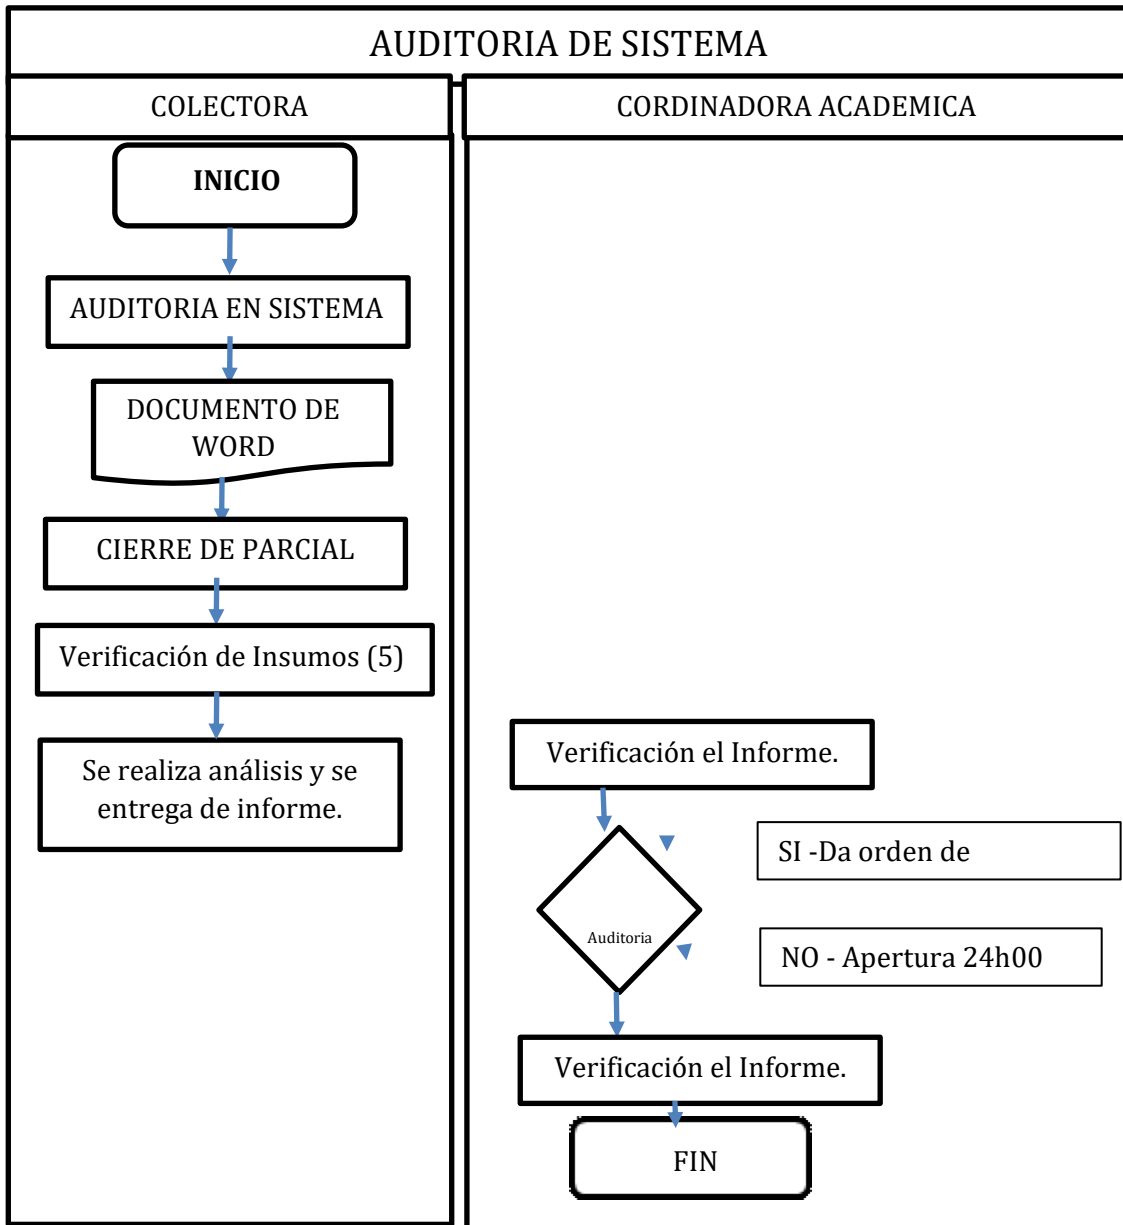 AUDITORIA DE SISTEMA
COLECTORA
CORDINADORA ACADEMICA
INICIO
AUDITORIA EN SISTEMA
DOCUMENTO DE
WORD
CIERRE DE PARCIAL
Verificación de Insumos (5)
Se realiza análisis y se
entrega de informe.
Verificación el Informe.
Auditoria
SI -Da orden de
NO - Apertura 24h00
Verificación el Informe.
FIN